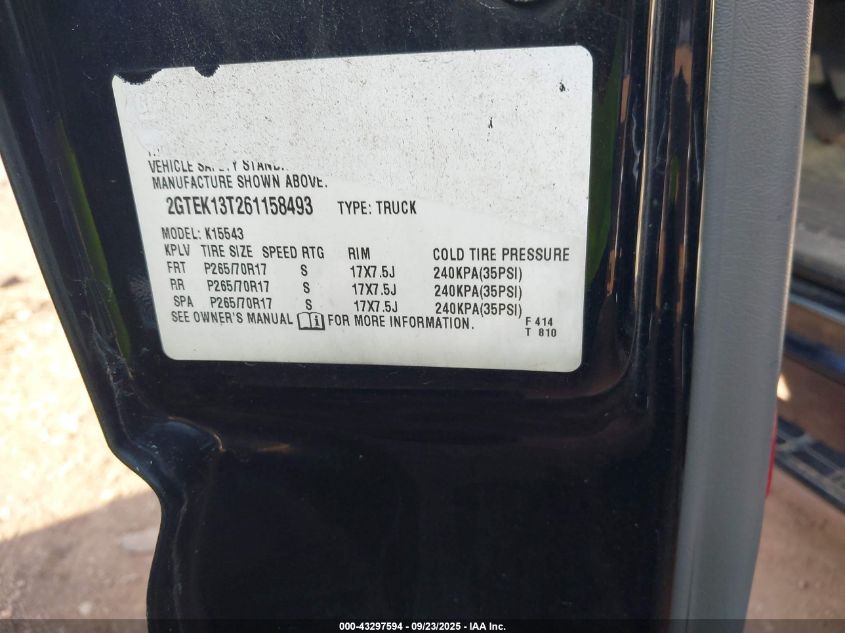 VEHICLE SAFETY STAND
MANUFACTURE SHOWN ABOVE.
2GTEK13T261158493 TYPE: TRUCK
MODEL: K15543
KPLV TIRE SIZE SPEED RTG RIM COLD TIRE PRESSURE
FRT P265/70R17 S 17X7.5J 240KPA(35PSI)
RR P265/70R17 S 17X7.5J 240KPA(35PSI)
SPA P265/70R17 S 17X7.5J 240KPA(35PSI)
SEE OWNER'S MANUAL FOR MORE INFORMATION.
F 414
T 810
000-43297594 - 09/23/2025 - IAA Inc.